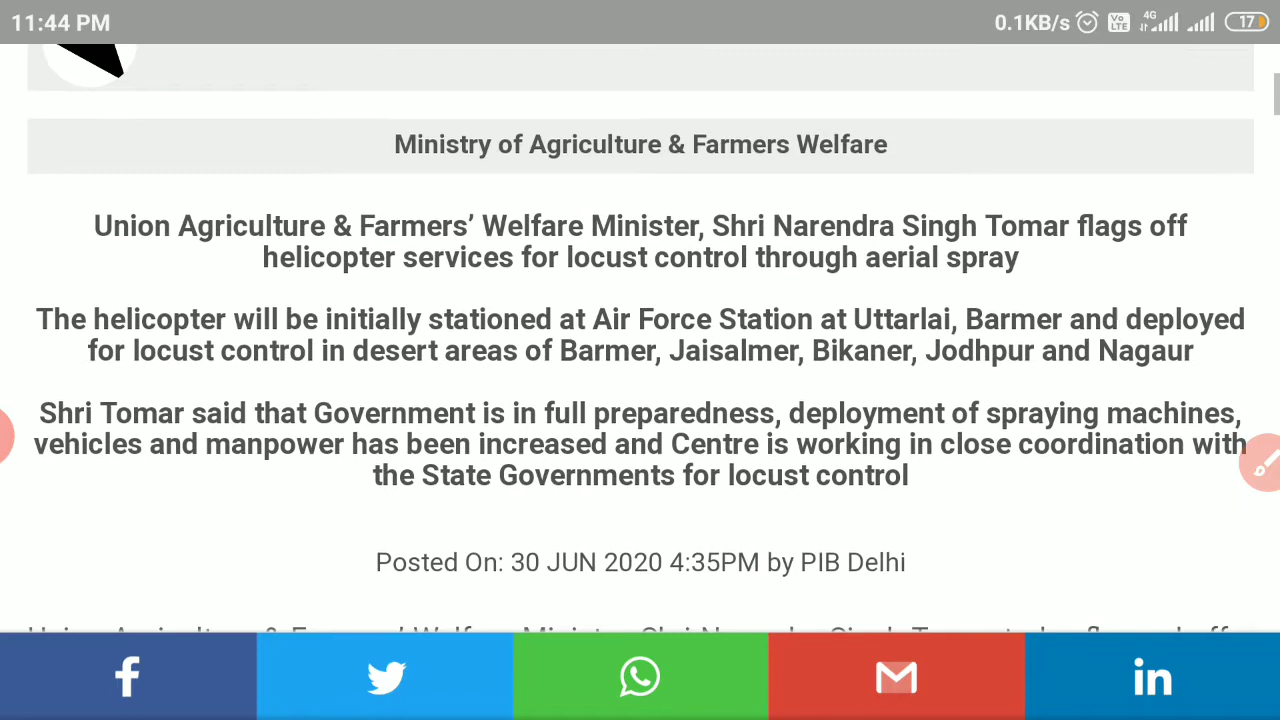 11:44 PM 0.1KB/s Vo LTE 4G 17
Ministry of Agriculture & Farmers Welfare
Union Agriculture & Farmers’ Welfare Minister, Shri Narendra Singh Tomar flags off
helicopter services for locust control through aerial spray
The helicopter will be initially stationed at Air Force Station at Uttarlai, Barmer and deployed
for locust control in desert areas of Barmer, Jaisalmer, Bikaner, Jodhpur and Nagaur
Shri Tomar said that Government is in full preparedness, deployment of spraying machines,
vehicles and manpower has been increased and Centre is working in close coordination with
the State Governments for locust control
Posted On: 30 JUN 2020 4:35PM by PIB Delhi